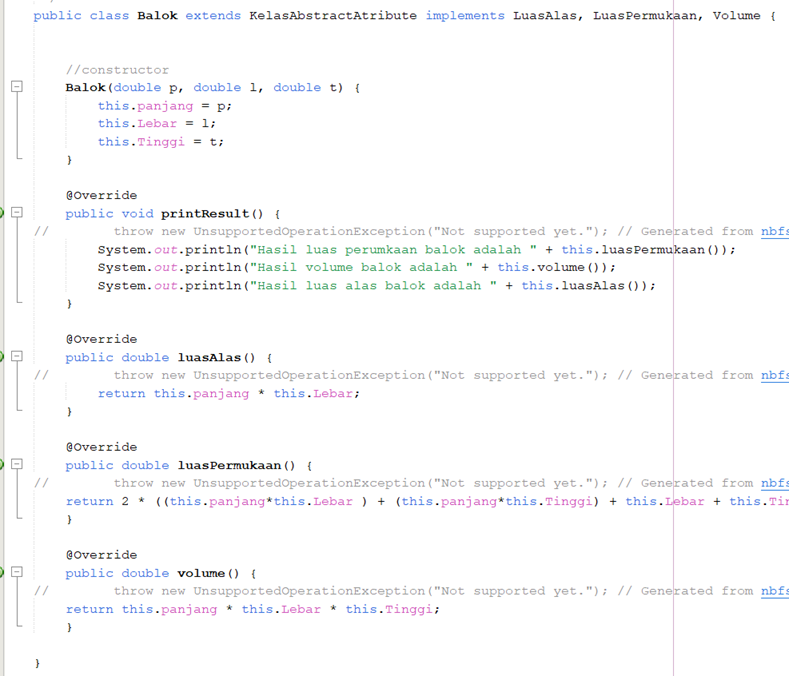 public class Balok extends KelasAbstractAtribute implements LuasAlas, LuasPermukaan, Volume {
//constructor
Balok(double p, double l, double t) {
this.panjang = p;
this.Lebar = l;
this.Tinggi = t;
}
@Override
public void printResult() {
// throw new UnsupportedOperationException("Not supported yet."); // Generated from nbfs
System.out.println("Hasil luas perumkaan balok adalah " + this.luasPermukaan());
System.out.println("Hasil volume balok adalah " + this.volume());
System.out.println("Hasil luas alas balok adalah " + this.luasAlas());
}
@Override
public double luasAlas() {
// throw new UnsupportedOperationException("Not supported yet."); // Generated from nbfs
return this.panjang * this.Lebar;
}
@Override
public double luasPermukaan() {
// throw new UnsupportedOperationException("Not supported yet."); // Generated from nbfs
return 2 * ((this.panjang*this.Lebar ) + (this.panjang*this.Tinggi) + this.Lebar + this.Tin
}
@Override
public double volume() {
// throw new UnsupportedOperationException("Not supported yet."); // Generated from nbfs
return this.panjang * this.Lebar * this.Tinggi;
}
}